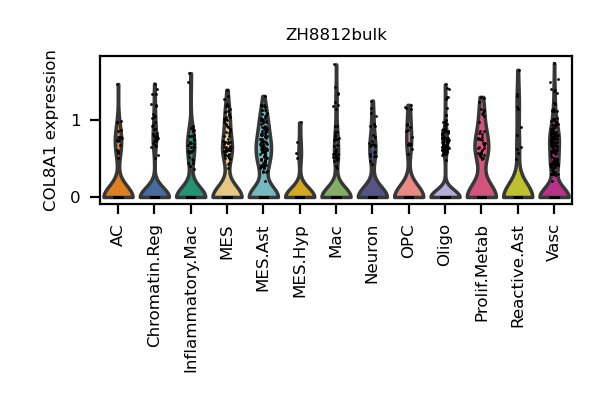 ZH8812bulk
COL8A1 expression
1
0
AC
Chromatin.Reg
Inflammatory.Mac
MES
MES.Ast
MES.Hyp
Mac
Neuron
OPC
Oligo
Prolif.Metab
Reactive.Ast
Vasc